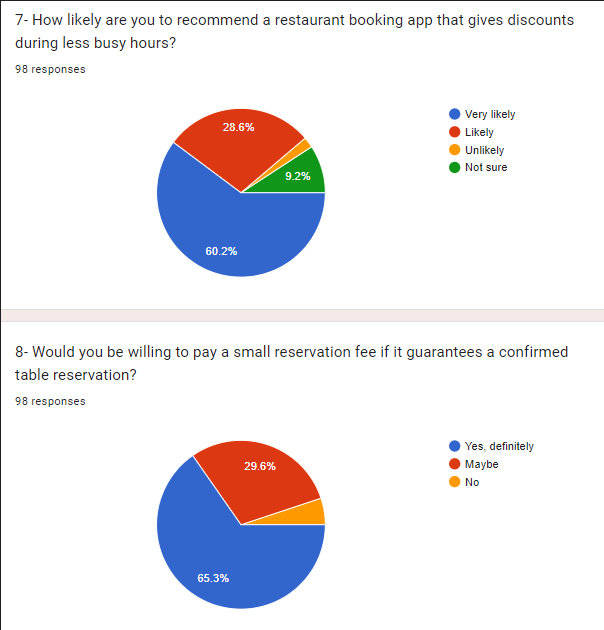 7- How likely are you to recommend a restaurant booking app that gives discounts
during less busy hours?
98 responses
28.6%
9.2%
60.2%
Very likely
Likely
Unlikely
Not sure
8- Would you be willing to pay a small reservation fee if it guarantees a confirmed
table reservation?
98 responses
29.6%
65.3%
Yes, definitely
Maybe
No